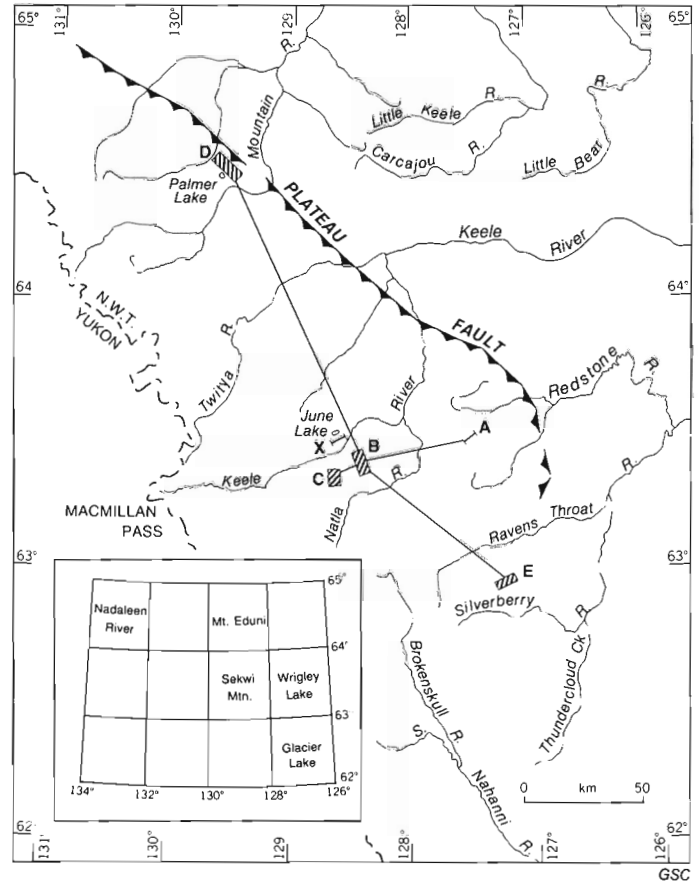 65°
131°
130°
129°
128°
127°
126°
65°
R.
Mountain
Little Keele R.
Carcajou R.
R.
Little Bear
D
Palmer
Lake
PLATEAU
FAULT
Keele River
64°
64°
N.W.T.
YUKON
Twitya R.
Redstone R.
June
Lake
X
River
A
B
C
Keele
R.
Natla
MACMILLAN
PASS
R.
Ravens Throat
63°
63°
E
Silverberry
R.
Thundercloud Ck
Brokenskull R.
S. Nahanni R.
Nadaleen
River
Mt. Eduni
Sekwi
Mtn.
Wrigley
Lake
Glacier
Lake
65°
64°
63
62°
134°
132°
130°
128°
126°
0 km 50
62°
62°
131°
130°
129°
128°
127°
126°
GSC